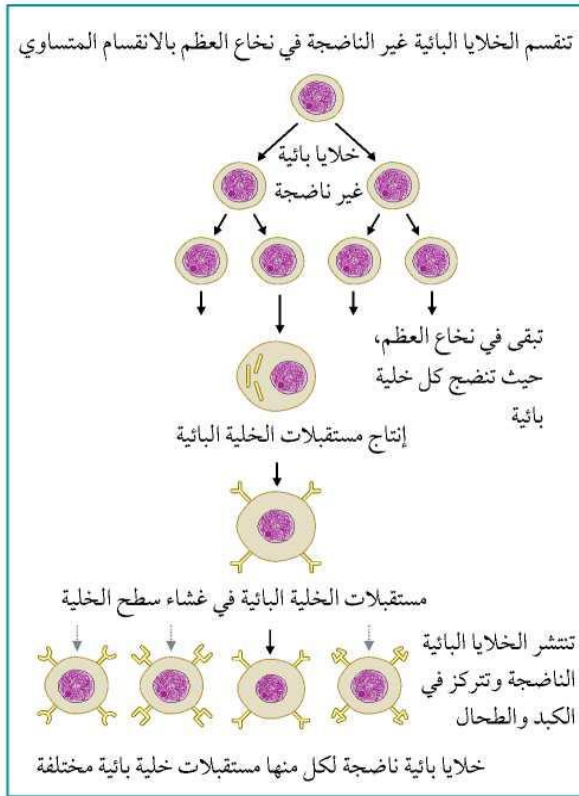 تنقسم الخلايا البائية غير الناضجة في نخاع العظم بالانقسام المتساوي
خلايا بائية
غير ناضجة
تبقى في نخاع العظم،
حيث تنضج كل خلية
بائية
إنتاج مستقبلات الخلية البائية
مستقبلات الخلية البائية في غشاء سطح الخلية
تنتشر الخلايا البائية
الناضجة وتتركز في
الكبد والطحال
خلايا بائية ناضجة لكل منها مستقبلات خلية بائية مختلفة